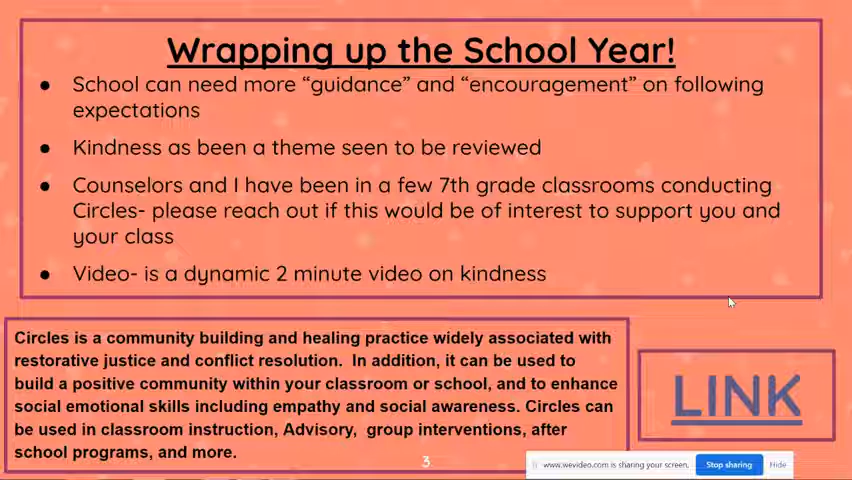 Wrapping up the School Year!
● School can need more “guidance” and “encouragement” on following
expectations
● Kindness as been a theme seen to be reviewed
● Counselors and I have been in a few 7th grade classrooms conducting
Circles- please reach out if this would be of interest to support you and
your class
● Video- is a dynamic 2 minute video on kindness
Circles is a community building and healing practice widely associated with
restorative justice and conflict resolution.  In addition, it can be used to
build a positive community within your classroom or school, and to enhance
social emotional skills including empathy and social awareness. Circles can
be used in classroom instruction, Advisory,  group interventions, after
school programs, and more.
LINK
3
www.wevideo.com is sharing your screen.
Stop sharing
Hide